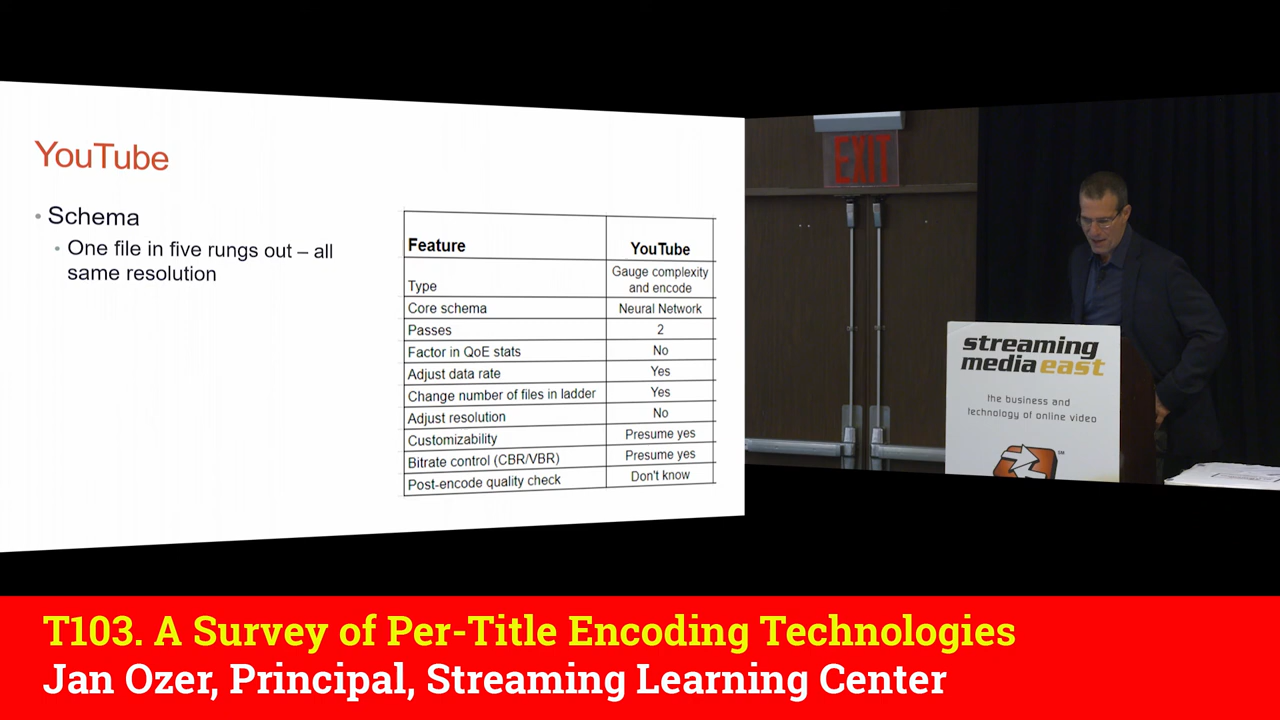 YouTube
• Schema
• One file in five rungs out – all
same resolution
Feature YouTube
Type Gauge complexity
and encode
Core schema Neural Network
Passes 2
Factor in QoE stats No
Adjust data rate Yes
Change number of files in ladder Yes
Adjust resolution No
Customizability Presume yes
Bitrate control (CBR/VBR) Presume yes
Post-encode quality check Don't know
EXIT
streaming
media east
the business and
technology of online video
SM
T103. A Survey of Per-Title Encoding Technologies
Jan Ozer, Principal, Streaming Learning Center